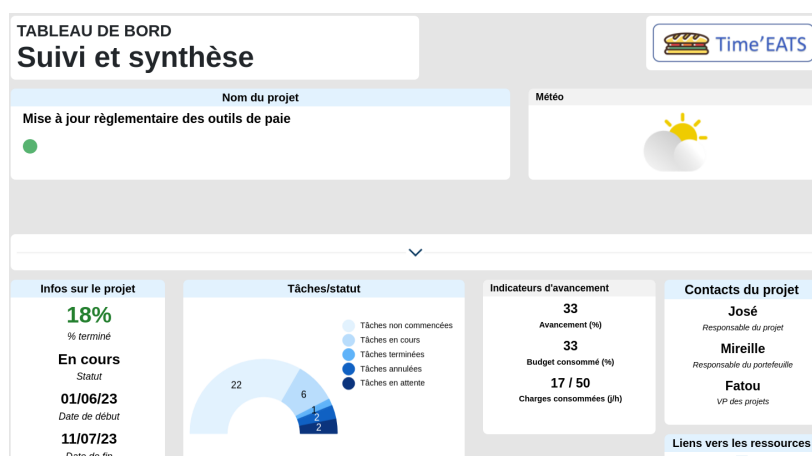 TABLEAU DE BORD
Suivi et synthèse
Time'EATS
Nom du projet
Mise à jour règlementaire des outils de paie
Météo
Infos sur le projet
18%
% terminé
En cours
Statut
01/06/23
Date de début
11/07/23
Date de fin
Tâches/statut
Tâches non commencées
Tâches en cours
Tâches terminées
Tâches annulées
Tâches en attente
22
6
1
2
2
Indicateurs d'avancement
33
Avancement (%)
33
Budget consommé (%)
17 / 50
Charges consommées (j/h)
Contacts du projet
José
Responsable du projet
Mireille
Responsable du portefeuille
Fatou
VP des projets
Liens vers les ressources